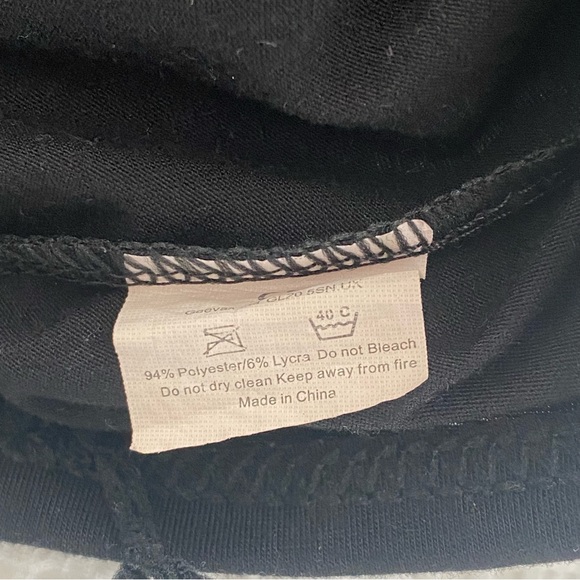 40 C
94% Polyester/6% Lycra Do not Bleach
Do not dry clean Keep away from fire
Made in China